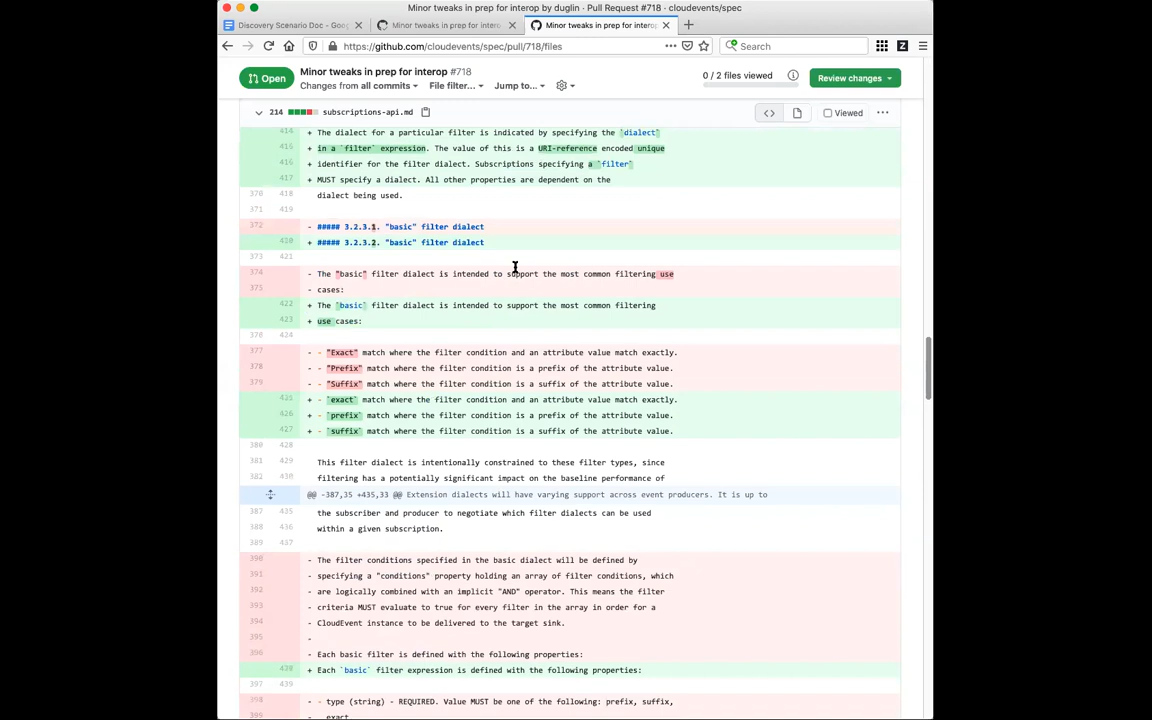 Minor tweaks in prep for interop by duglin · Pull Request #718 · cloudevents/spec
Discovery Scenario Doc - Goo
Minor tweaks in prep for intero
Minor tweaks in prep for interop
https://github.com/cloudevents/spec/pull/718/files
Search
Open
Minor tweaks in prep for interop #718
Changes from all commits
File filter...
Jump to...
0 / 2 files viewed
Review changes
214 subscriptions-api.md
Viewed
414 + The dialect for a particular filter is indicated by specifying the `dialect`
415 + in a `filter` expression. The value of this is a URI-reference encoded unique
416 + identifier for the filter dialect. Subscriptions specifying a `filter`
417 + MUST specify a dialect. All other properties are dependent on the
370 418 dialect being used.
371 419
372 - ##### 3.2.3.1. "basic" filter dialect
+ ##### 3.2.3.2. "basic" filter dialect
373 421
374 - The "basic" filter dialect is intended to support the most common filtering use
375 - cases:
422 + The `basic` filter dialect is intended to support the most common filtering
423 + use cases:
376 424
377 - - "Exact" match where the filter condition and an attribute value match exactly.
378 - - "Prefix" match where the filter condition is a prefix of the attribute value.
379 - - "Suffix" match where the filter condition is a suffix of the attribute value.
425 + - `exact` match where the filter condition and an attribute value match exactly.
426 + - `prefix` match where the filter condition is a prefix of the attribute value.
427 + - `suffix` match where the filter condition is a suffix of the attribute value.
380 428
381 429 This filter dialect is intentionally constrained to these filter types, since
382 430 filtering has a potentially significant impact on the baseline performance of
@@ -387,35 +435,33 @@ Extension dialects will have varying support across event producers. It is up to
387 435 the subscriber and producer to negotiate which filter dialects can be used
388 436 within a given subscription.
389 437
390 - The filter conditions specified in the basic dialect will be defined by
391 - specifying a "conditions" property holding an array of filter conditions, which
392 - are logically combined with an implicit "AND" operator. This means the filter
393 - criteria MUST evaluate to true for every filter in the array in order for a
394 - CloudEvent instance to be delivered to the target sink.
395 -
396 - Each basic filter is defined with the following properties:
438 + Each `basic` filter expression is defined with the following properties:
397 439
398 - - type (string) - REQUIRED. Value MUST be one of the following: prefix, suffix,
399 - exact